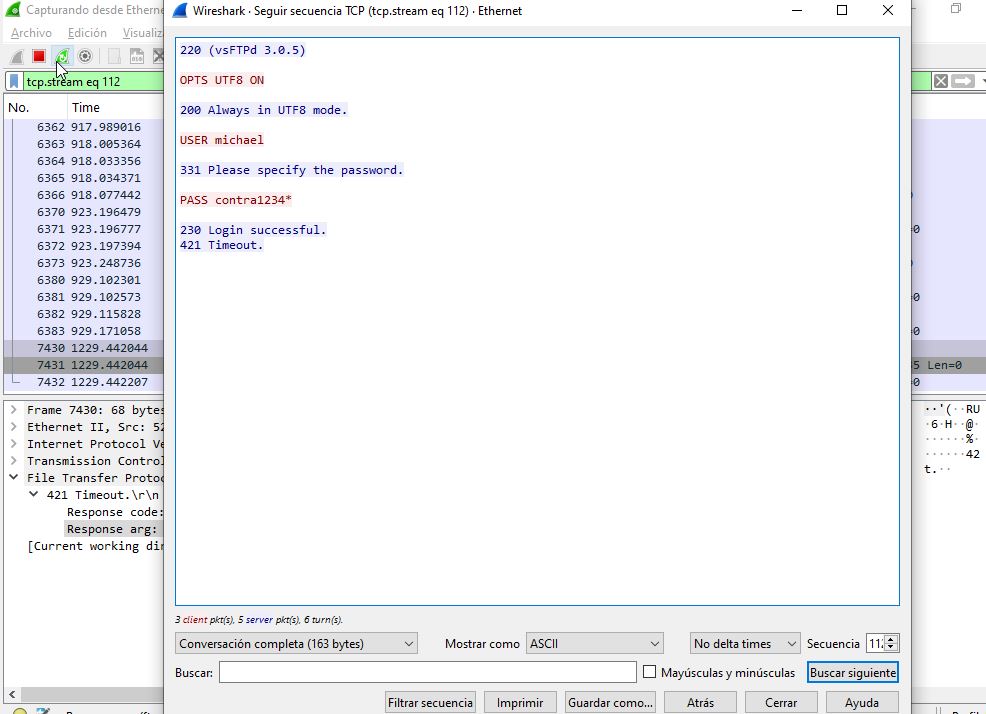 Capturando desde Etherne
Wireshark · Seguir secuencia TCP (tcp.stream eq 112) · Ethernet
Archivo Edición Visualiz
tcp.stream eq 112
No. Time
6362 917.989016
6363 918.005364
6364 918.033356
6365 918.034371
6366 918.077442
6370 923.196479
6371 923.196777
6372 923.197394
6373 923.248736
6380 929.102301
6381 929.102573
6382 929.115828
6383 929.171058
7430 1229.442044
7431 1229.442044
7432 1229.442207
220 (vsFTPd 3.0.5)
OPTS UTF8 ON
200 Always in UTF8 mode.
USER michael
331 Please specify the password.
PASS contra1234*
230 Login successful.
421 Timeout.
=0
=0
=0
5 Len=0
=0
Frame 7430: 68 bytes
Ethernet II, Src: 52
Internet Protocol Ve
Transmission Control
File Transfer Protoc
421 Timeout.\r\n
Response code:
Response arg:
[Current working dir
··'(··RU
·6·H··@·
······%·
······42
t.··
3 client pkt(s), 5 server pkt(s), 6 turn(s).
Conversación completa (163 bytes) Mostrar como ASCII No delta times Secuencia 112
Buscar: Mayúsculas y minúsculas Buscar siguiente
Filtrar secuencia Imprimir Guardar como... Atrás Cerrar Ayuda